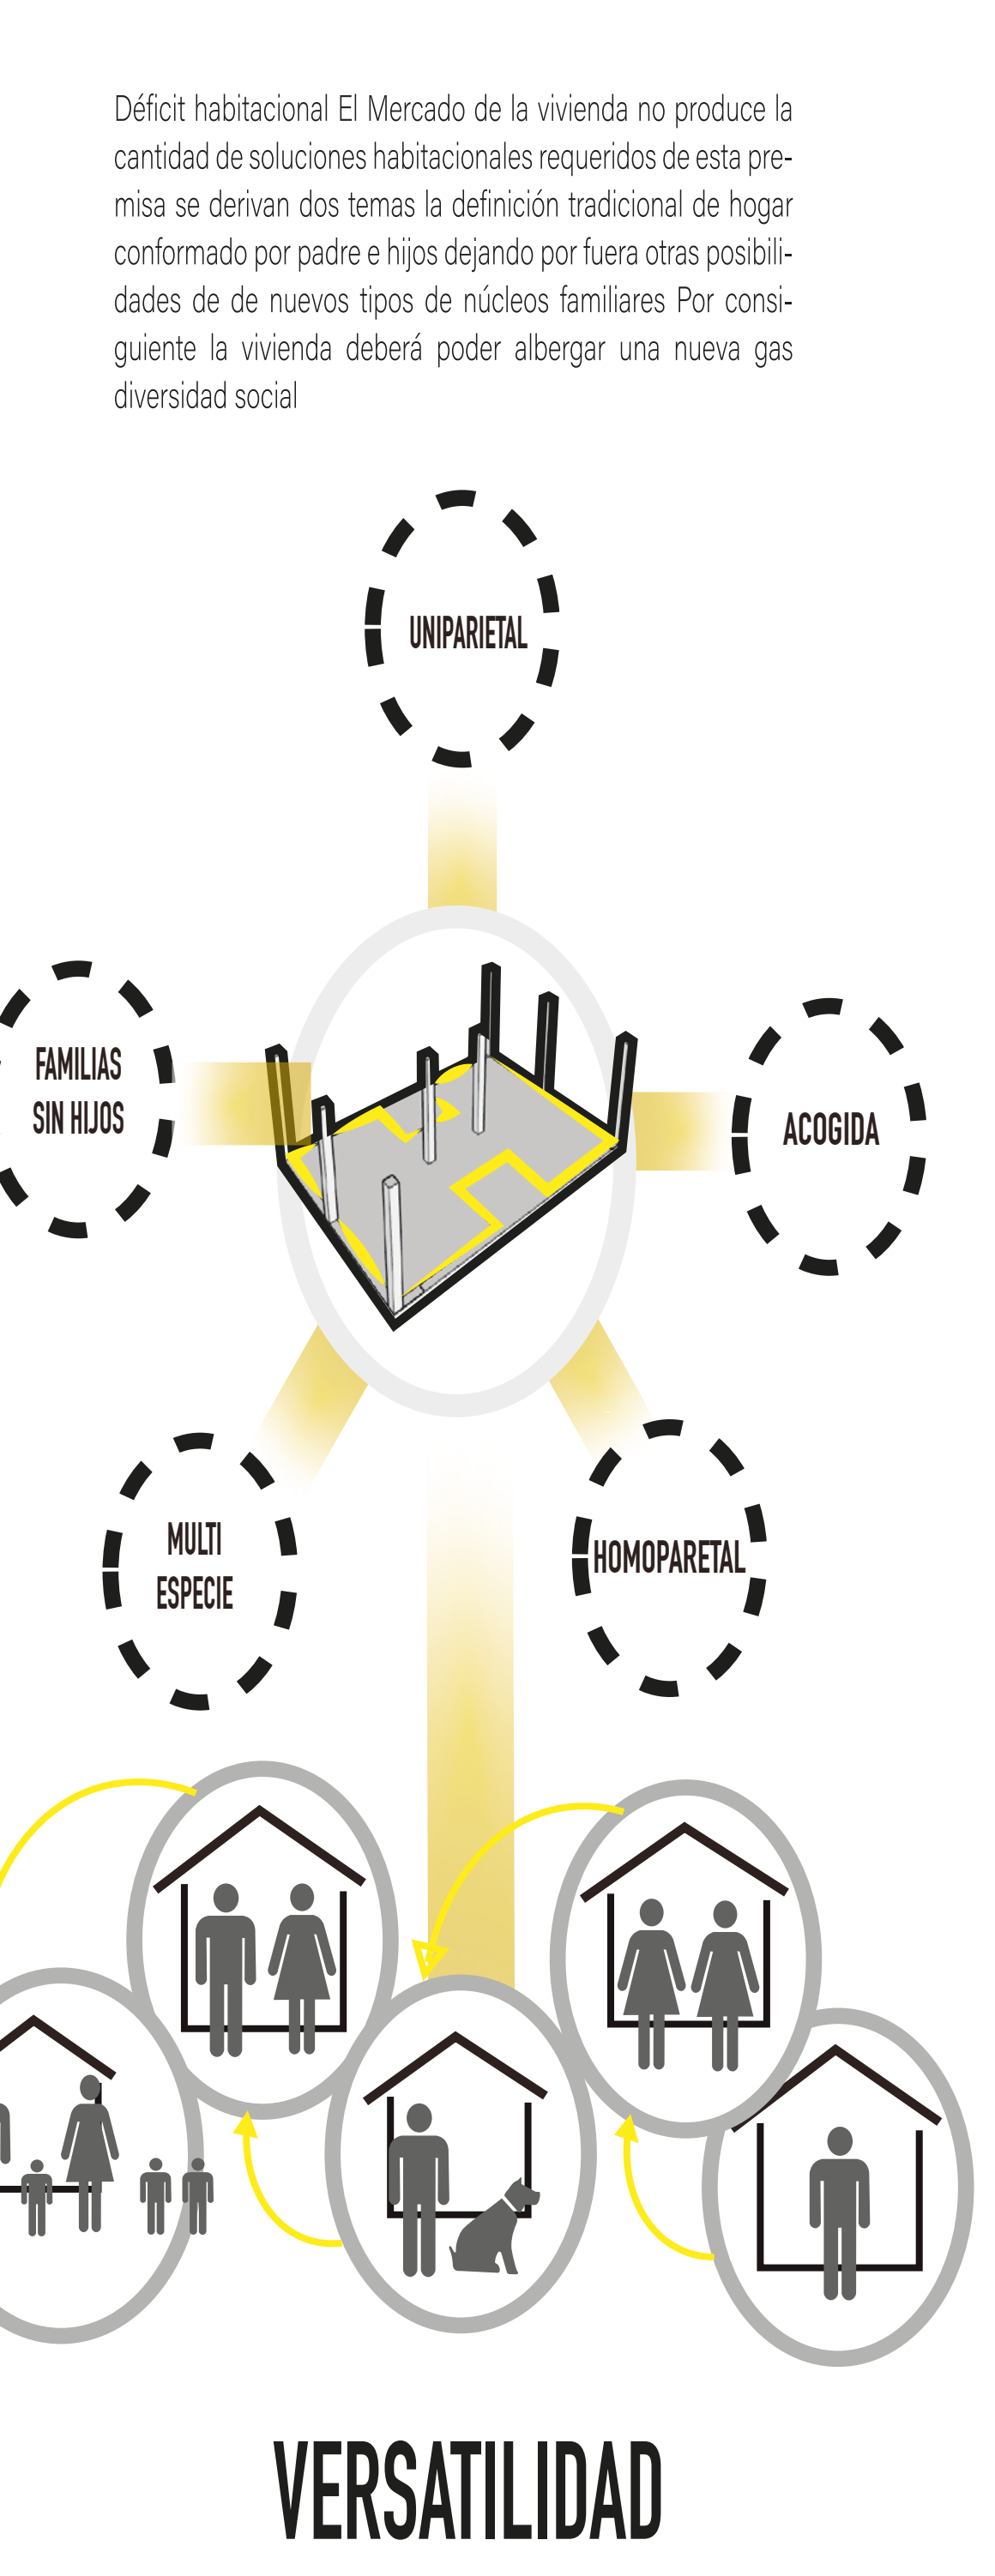 Déficit habitacional El Mercado de la vivienda no produce la
cantidad de soluciones habitacionales requeridos de esta pre-
misa se derivan dos temas la definición tradicional de hogar
conformado por padre e hijos dejando por fuera otras posibili-
dades de de nuevos tipos de núcleos familiares Por consi-
guiente la vivienda deberá poder albergar una nueva gas
diversidad social
UNIPARIETAL
FAMILIAS
SIN HIJOS
ACOGIDA
MULTI
ESPECIE
HOMOPARETAL
VERSATILIDAD